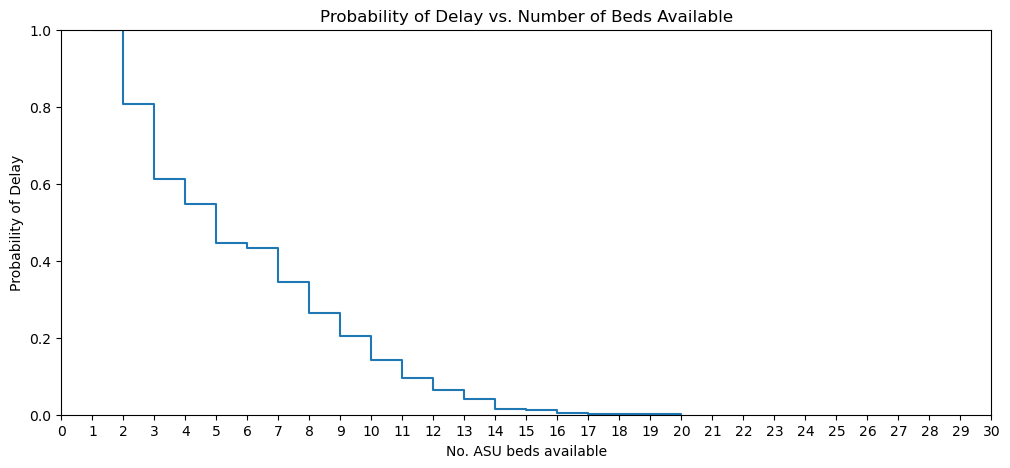 Probability of Delay vs. Number of Beds Available
1.0
0.8
0.6
0.4
0.2
0.0
Probability of Delay
0 1 2 3 4 5 6 7 8 9 10 11 12 13 14 15 16 17 18 19 20 21 22 23 24 25 26 27 28 29 30
No. ASU beds available